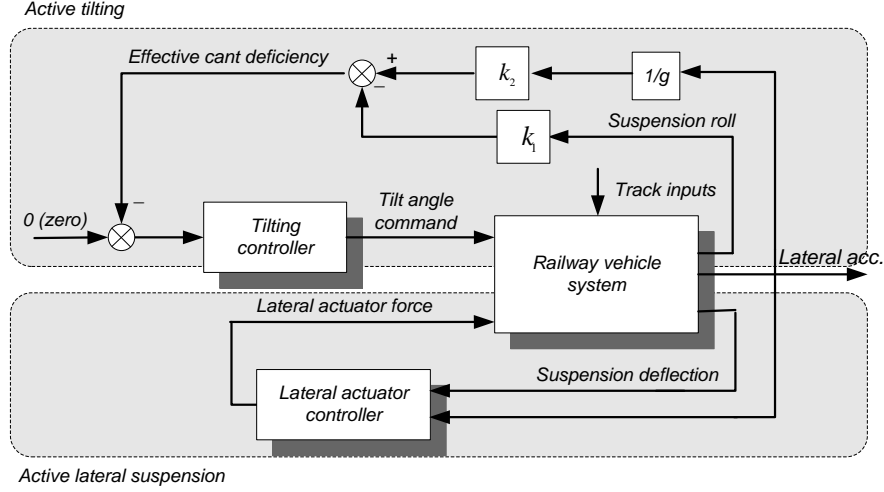 Active tilting
Effective cant deficiency
+
k2
1/g
−
Suspension roll
k1
Track inputs
−
0 (zero)
Tilting
controller
Tilt angle
command
Railway vehicle
system
Lateral acc.
Lateral actuator force
Suspension deflection
Lateral actuator
controller
Active lateral suspension